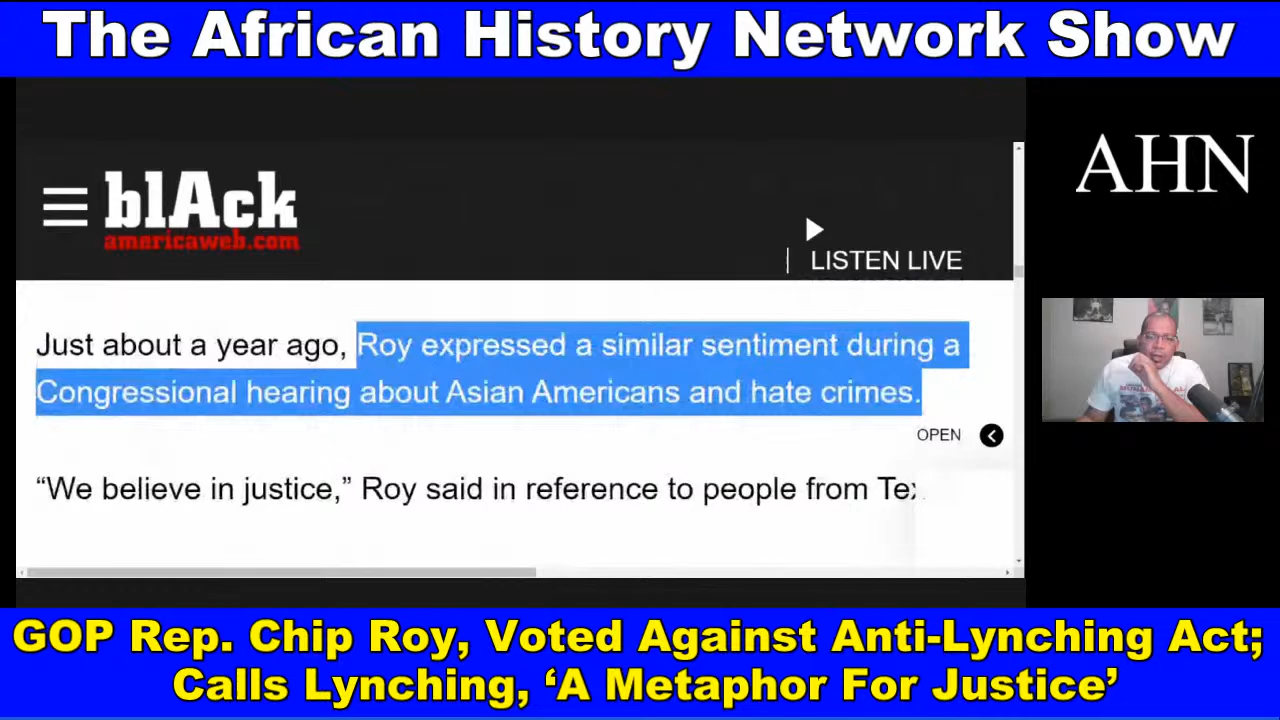 The African History Network Show
AHN
blAck
americaweb.com
LISTEN LIVE
Just about a year ago, Roy expressed a similar sentiment during a
Congressional hearing about Asian Americans and hate crimes.
OPEN
“We believe in justice,” Roy said in reference to people from
GOP Rep. Chip Roy, Voted Against Anti-Lynching Act;
Calls Lynching, ‘A Metaphor For Justice’